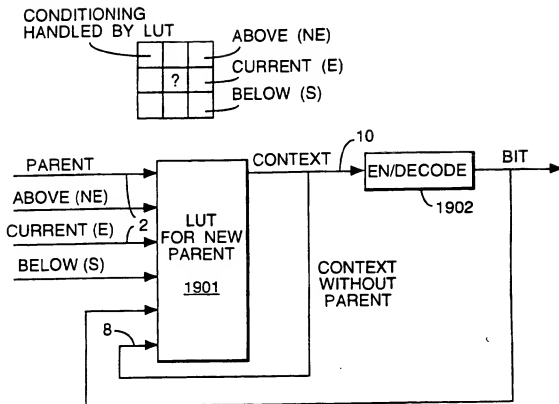 CONDITIONING
HANDLED BY LUT
ABOVE (NE)
?
CURRENT (E)
BELOW (S)
PARENT
ABOVE (NE)
2
CURRENT (E)
BELOW (S)
8
LUT
FOR NEW
PARENT
1901
CONTEXT
10
EN/DECODE
1902
BIT
CONTEXT
WITHOUT
PARENT